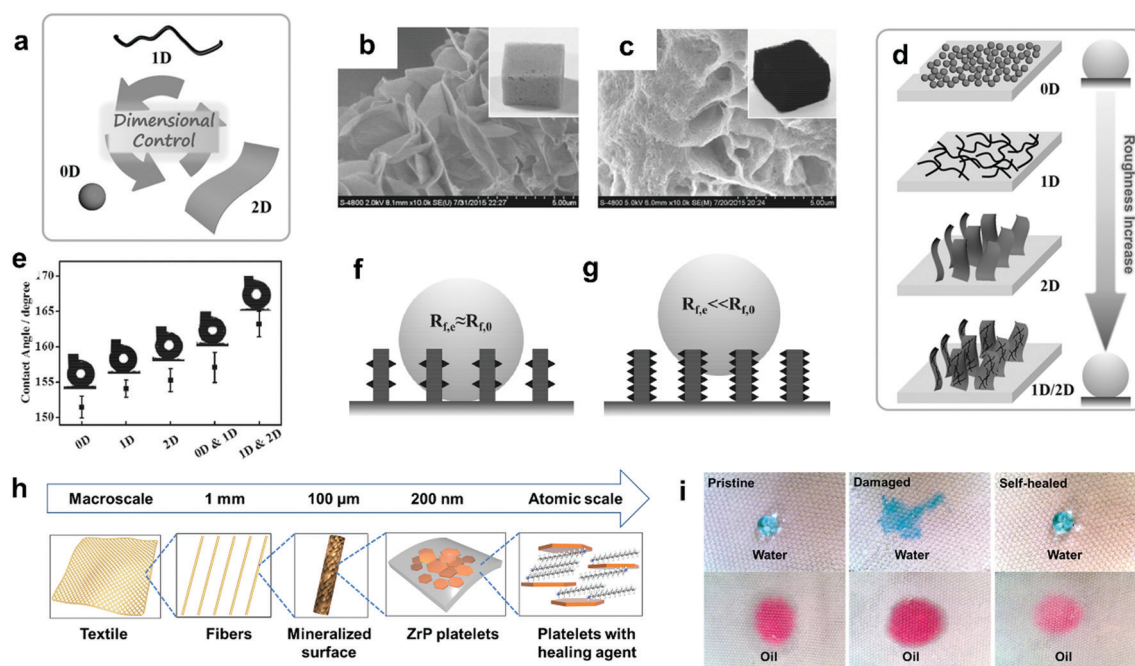 a
1D
Dimensional
Control
0D
2D
b
S-4800 2.0kV 8.1mm x10.0k SE(U) 7/31/2015 22:27
5.00um
c
S-4800 5.0kV 6.0mm x10.0k SE(M) 7/20/2015 20:24
5.00um
d
0D
1D
2D
1D/2D
Roughness Increase
e
Contact Angle / degree
170
165
160
155
150
0D
1D
2D
0D & 1D
1D & 2D
f
Rf,e≈Rf,0
g
Rf,e<<Rf,0
h
Macroscale 1 mm 100 µm 200 nm Atomic scale
Textile
Fibers
Mineralized
surface
ZrP platelets
Platelets with
healing agent
i
Pristine
Water
Damaged
Water
Self-healed
Water
Oil
Oil
Oil